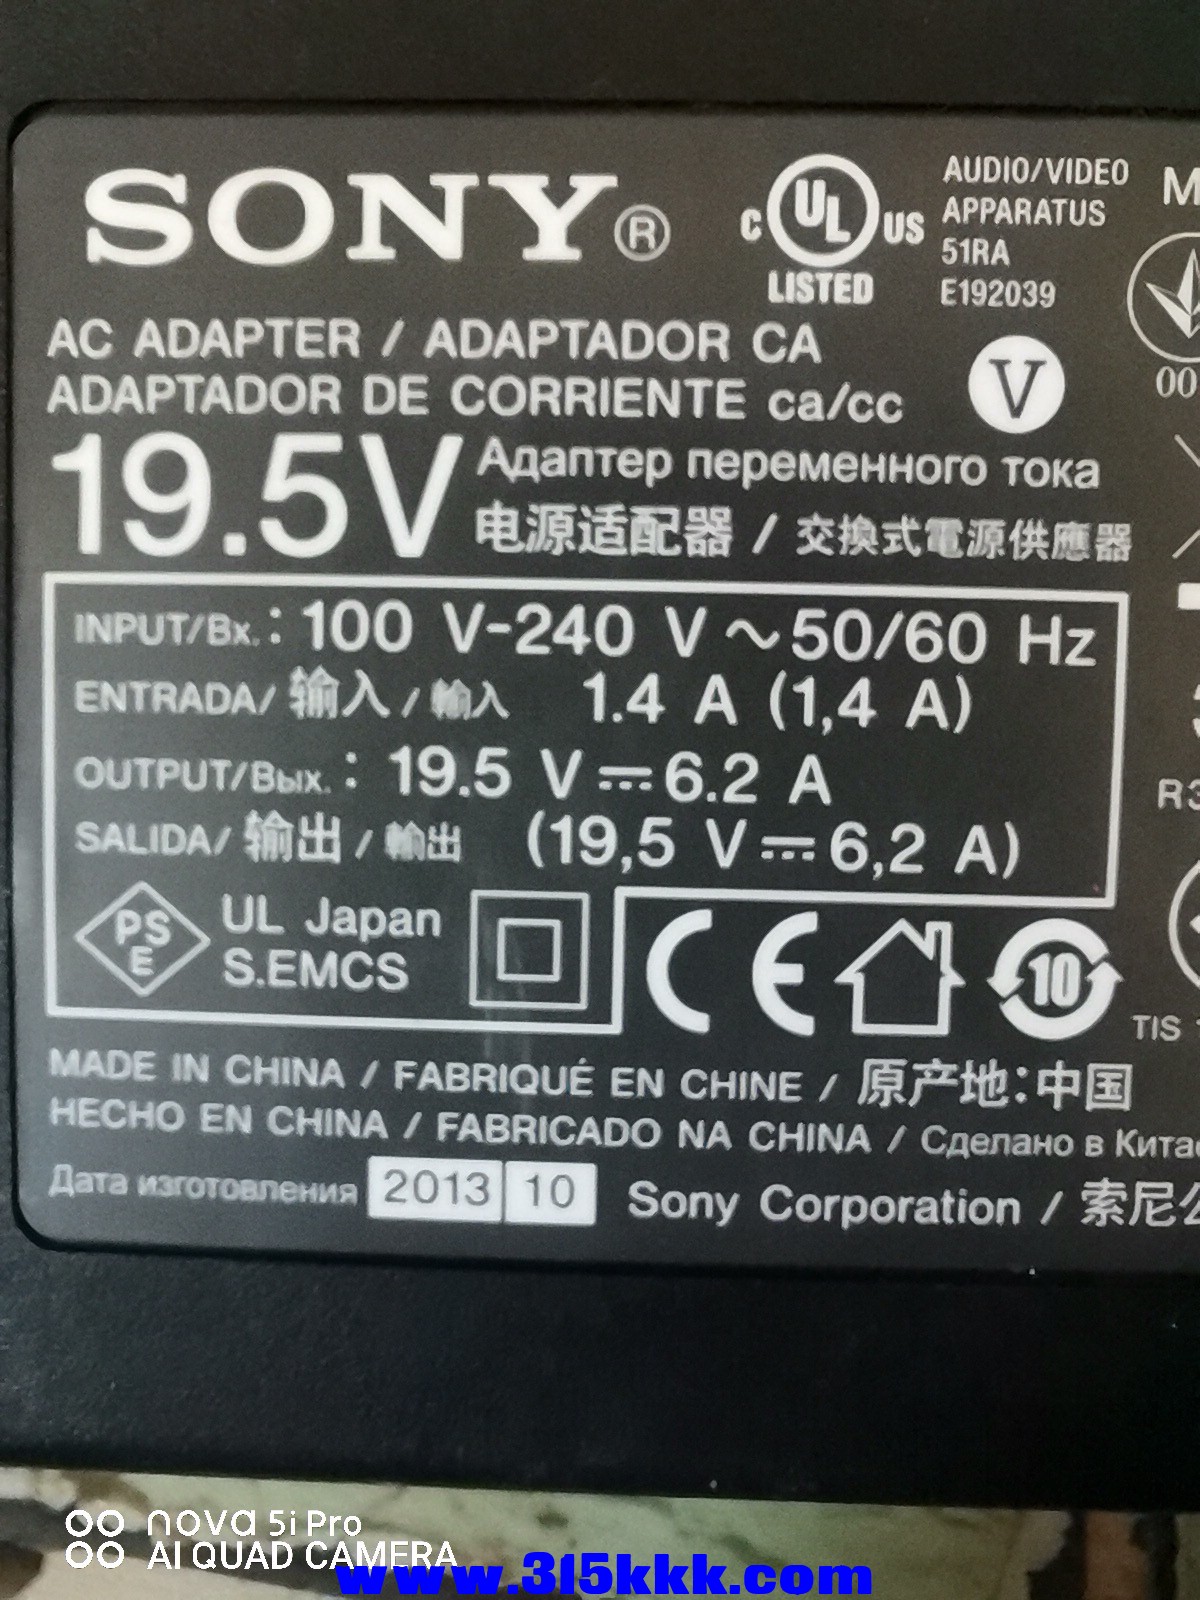 SONY®
C UL US LISTED
AUDIO/VIDEO
APPARATUS
51RA
E192039
AC ADAPTER / ADAPTADOR CA
ADAPTADOR DE CORRIENTE ca/cc
V
00
19.5V
Адаптер переменного тока
电源适配器 / 交換式電源供應器
INPUT/Вх.: 100 V-240 V ~ 50/60 Hz
ENTRADA/ 输入 / 輸入 1.4 A (1,4 A)
OUTPUT/Вых.: 19.5 V ⎓ 6.2 A
SALIDA/ 输出 / 輸出 (19,5 V ⎓ 6,2 A)
PS
E
UL Japan
S.EMCS
CE
10
TIS
MADE IN CHINA / FABRIQUÉ EN CHINE / 原产地:中国
HECHO EN CHINA / FABRICADO NA CHINA / Сделано в Кита
Дата изготовления 2013 10 Sony Corporation / 索尼
nova 5i Pro
AI QUAD CAMERA
www.315kkk.com